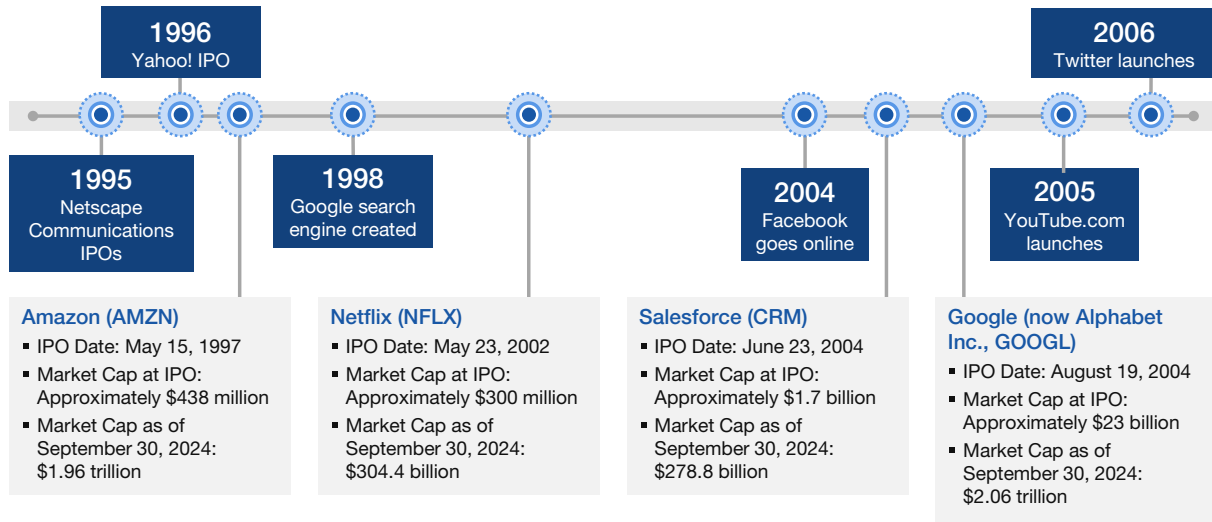 1996
Yahoo! IPO
2006
Twitter launches
1995
Netscape
Communications
IPOs
1998
Google search
engine created
2004
Facebook
goes online
2005
YouTube.com
launches
Amazon (AMZN)
▪ IPO Date: May 15, 1997
▪ Market Cap at IPO:
Approximately $438 million
▪ Market Cap as of
September 30, 2024:
$1.96 trillion
Netflix (NFLX)
▪ IPO Date: May 23, 2002
▪ Market Cap at IPO:
Approximately $300 million
▪ Market Cap as of
September 30, 2024:
$304.4 billion
Salesforce (CRM)
▪ IPO Date: June 23, 2004
▪ Market Cap at IPO:
Approximately $1.7 billion
▪ Market Cap as of
September 30, 2024:
$278.8 billion
Google (now Alphabet
Inc., GOOGL)
▪ IPO Date: August 19, 2004
▪ Market Cap at IPO:
Approximately $23 billion
▪ Market Cap as of
September 30, 2024:
$2.06 trillion